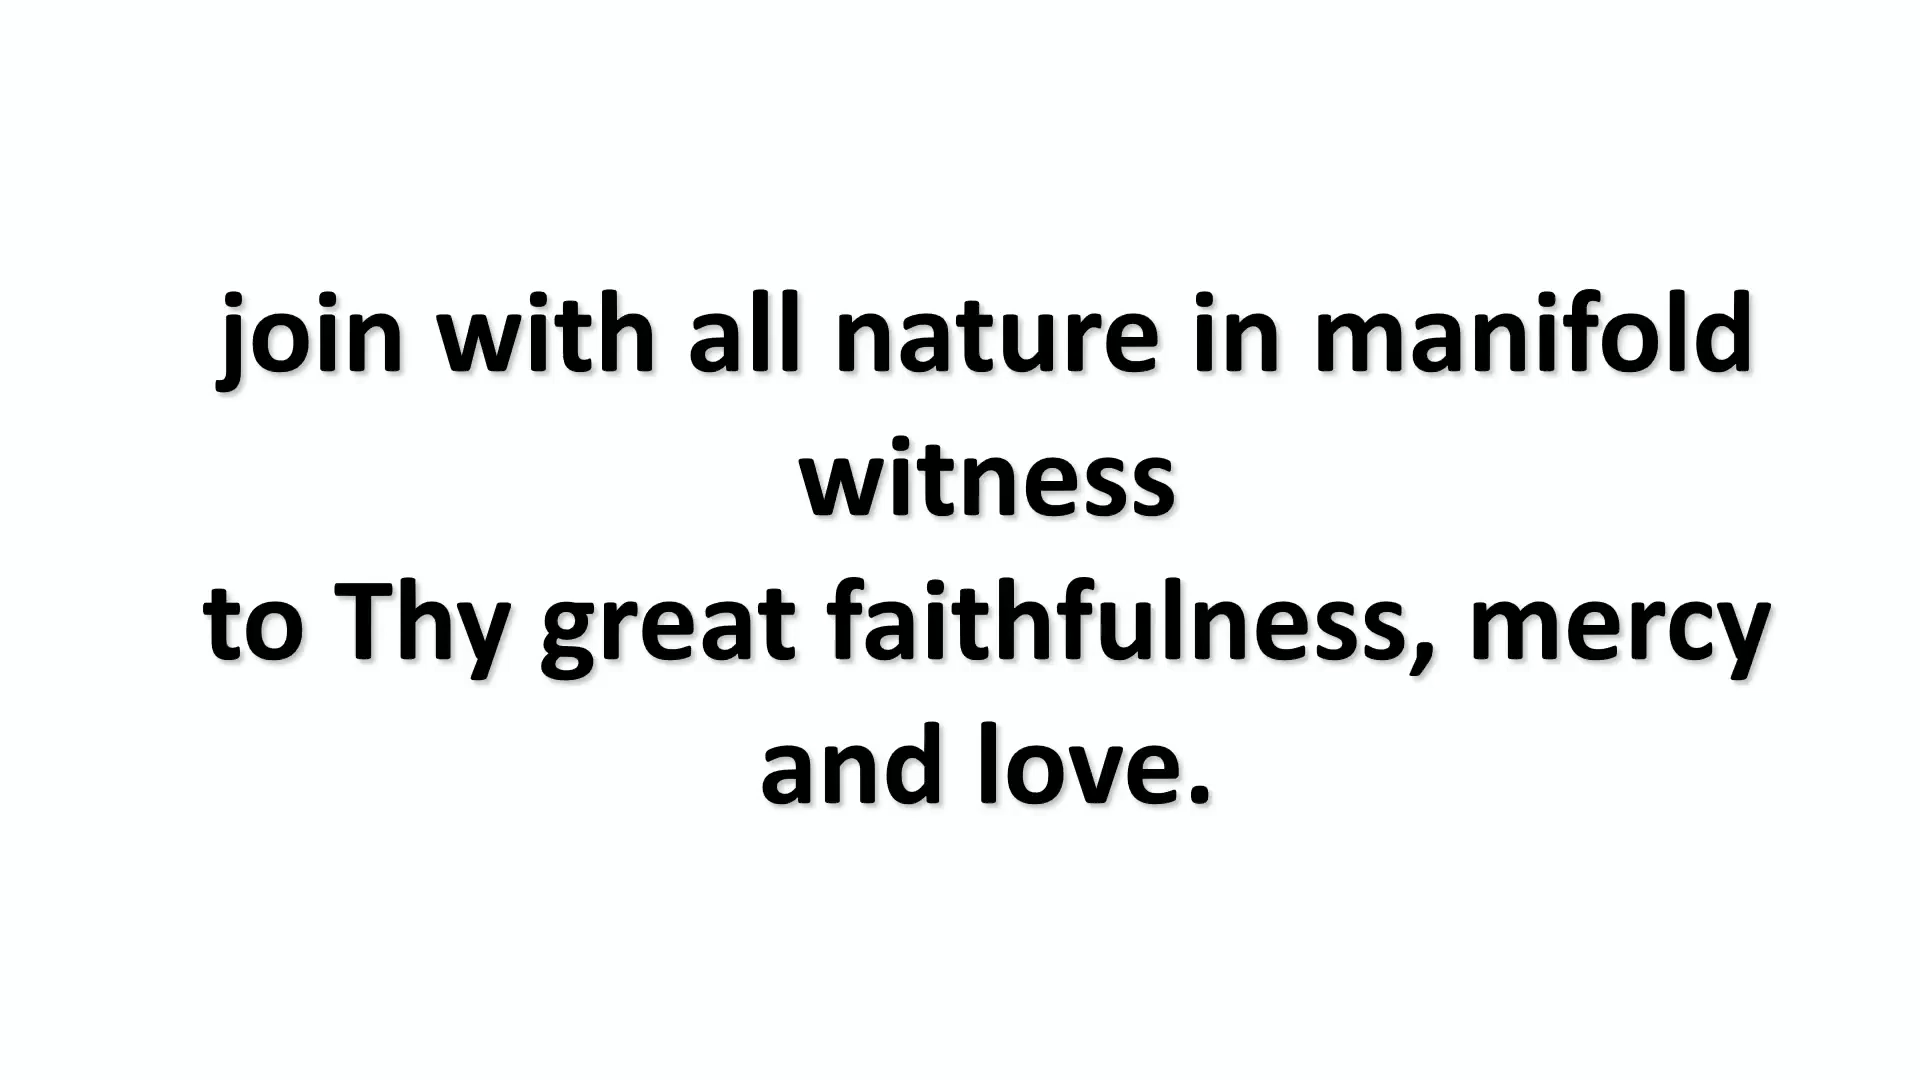 join with all nature in manifold
witness
to Thy great faithfulness, mercy
and love.